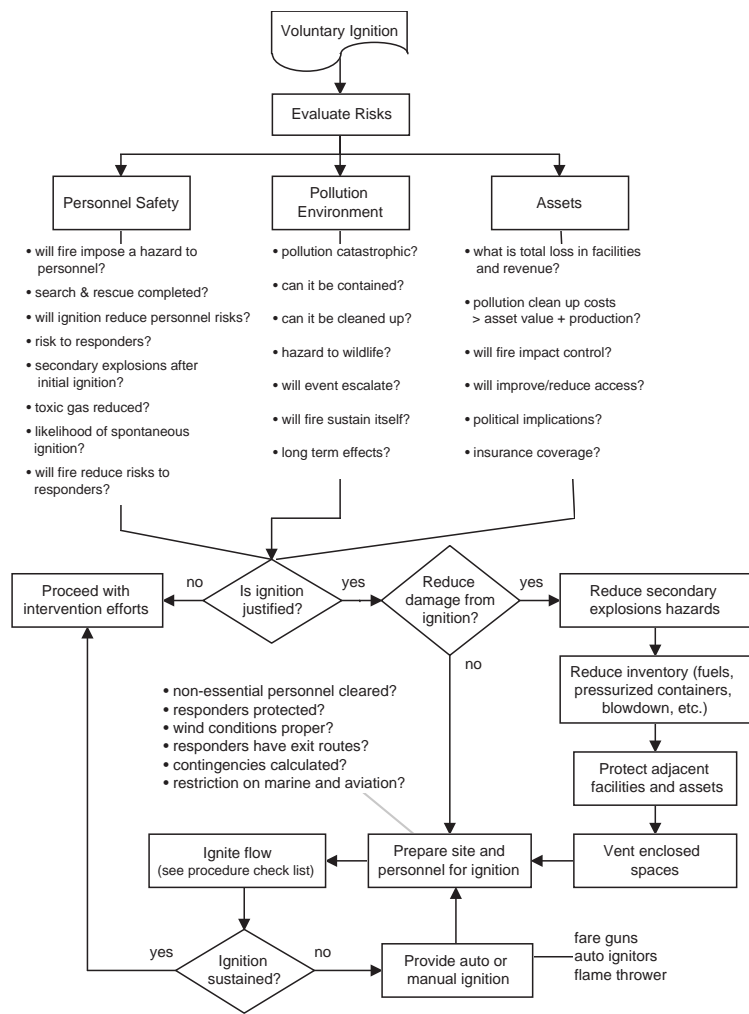 Voluntary Ignition
Evaluate Risks
Personnel Safety
• will fire impose a hazard to
personnel?
• search & rescue completed?
• will ignition reduce personnel risks?
• risk to responders?
• secondary explosions after
initial ignition?
• toxic gas reduced?
• likelihood of spontaneous
ignition?
• will fire reduce risks to
responders?
Pollution
Environment
• pollution catastrophic?
• can it be contained?
• can it be cleaned up?
• hazard to wildlife?
• will event escalate?
• will fire sustain itself?
• long term effects?
Assets
• what is total loss in facilities
and revenue?
• pollution clean up costs
> asset value + production?
• will fire impact control?
• will improve/reduce access?
• political implications?
• insurance coverage?
Proceed with
intervention efforts
no
Is ignition
justified?
yes
Reduce
damage from
ignition?
yes
Reduce secondary
explosions hazards
no
Reduce inventory (fuels,
pressurized containers,
blowdown, etc.)
• non-essential personnel cleared?
• responders protected?
• wind conditions proper?
• responders have exit routes?
• contingencies calculated?
• restriction on marine and aviation?
Protect adjacent
facilities and assets
Ignite flow
(see procedure check list)
Prepare site and
personnel for ignition
Vent enclosed
spaces
yes
Ignition
sustained?
no
Provide auto or
manual ignition
fare guns
auto ignitors
flame thrower